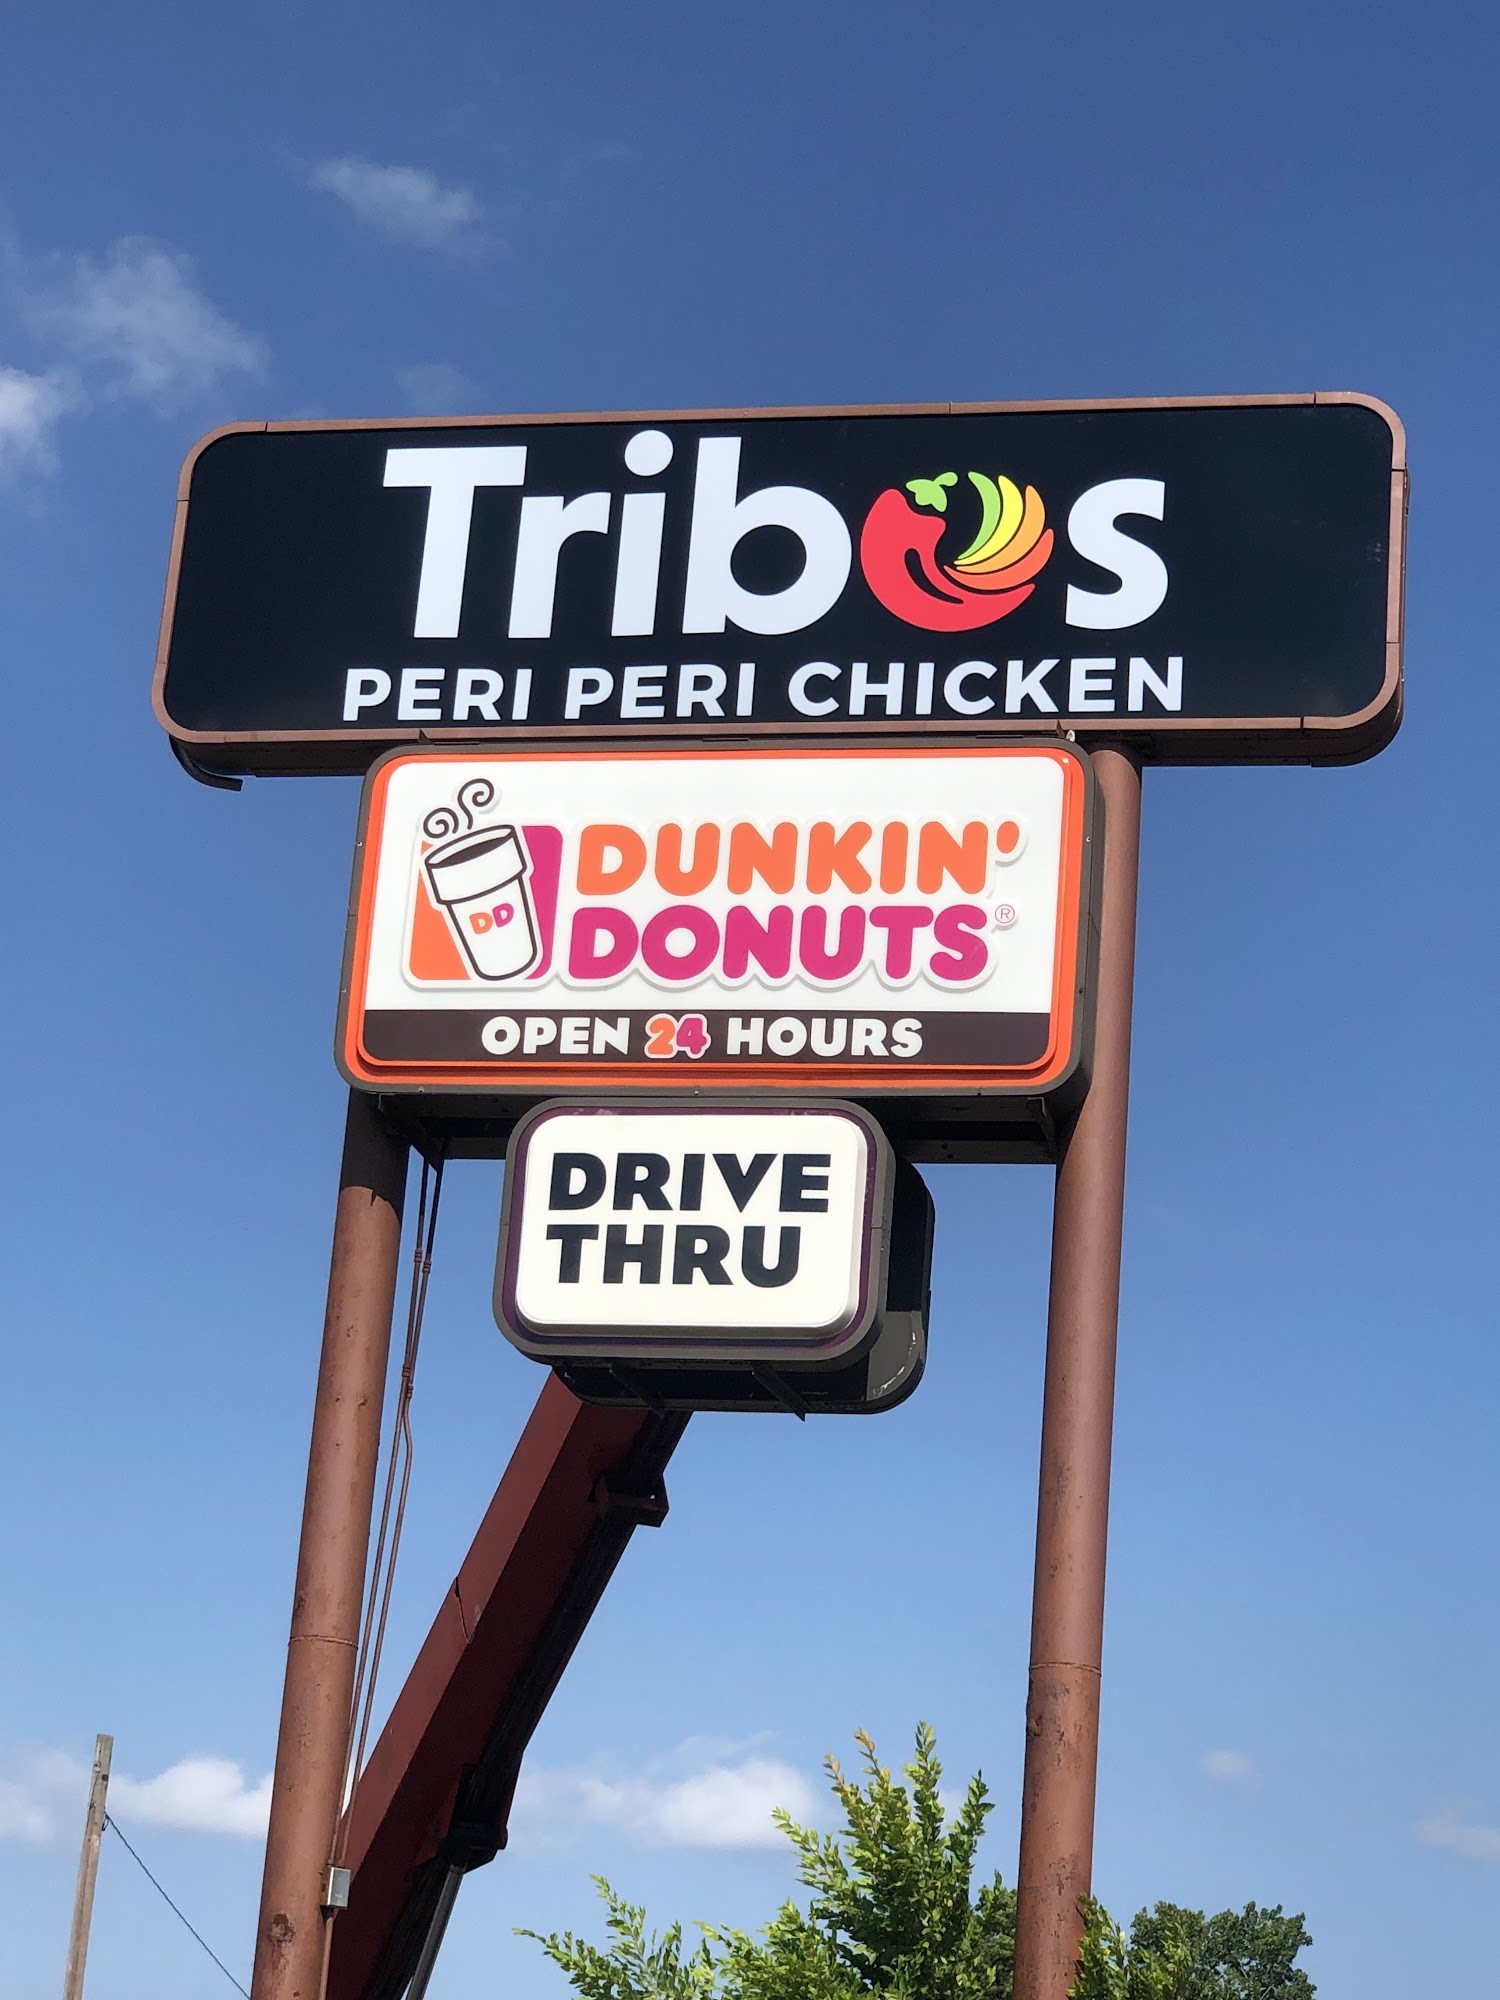 Tribos
PERI PERI CHICKEN
DD
DUNKIN'
DONUTS®
OPEN 24 HOURS
DRIVE
THRU